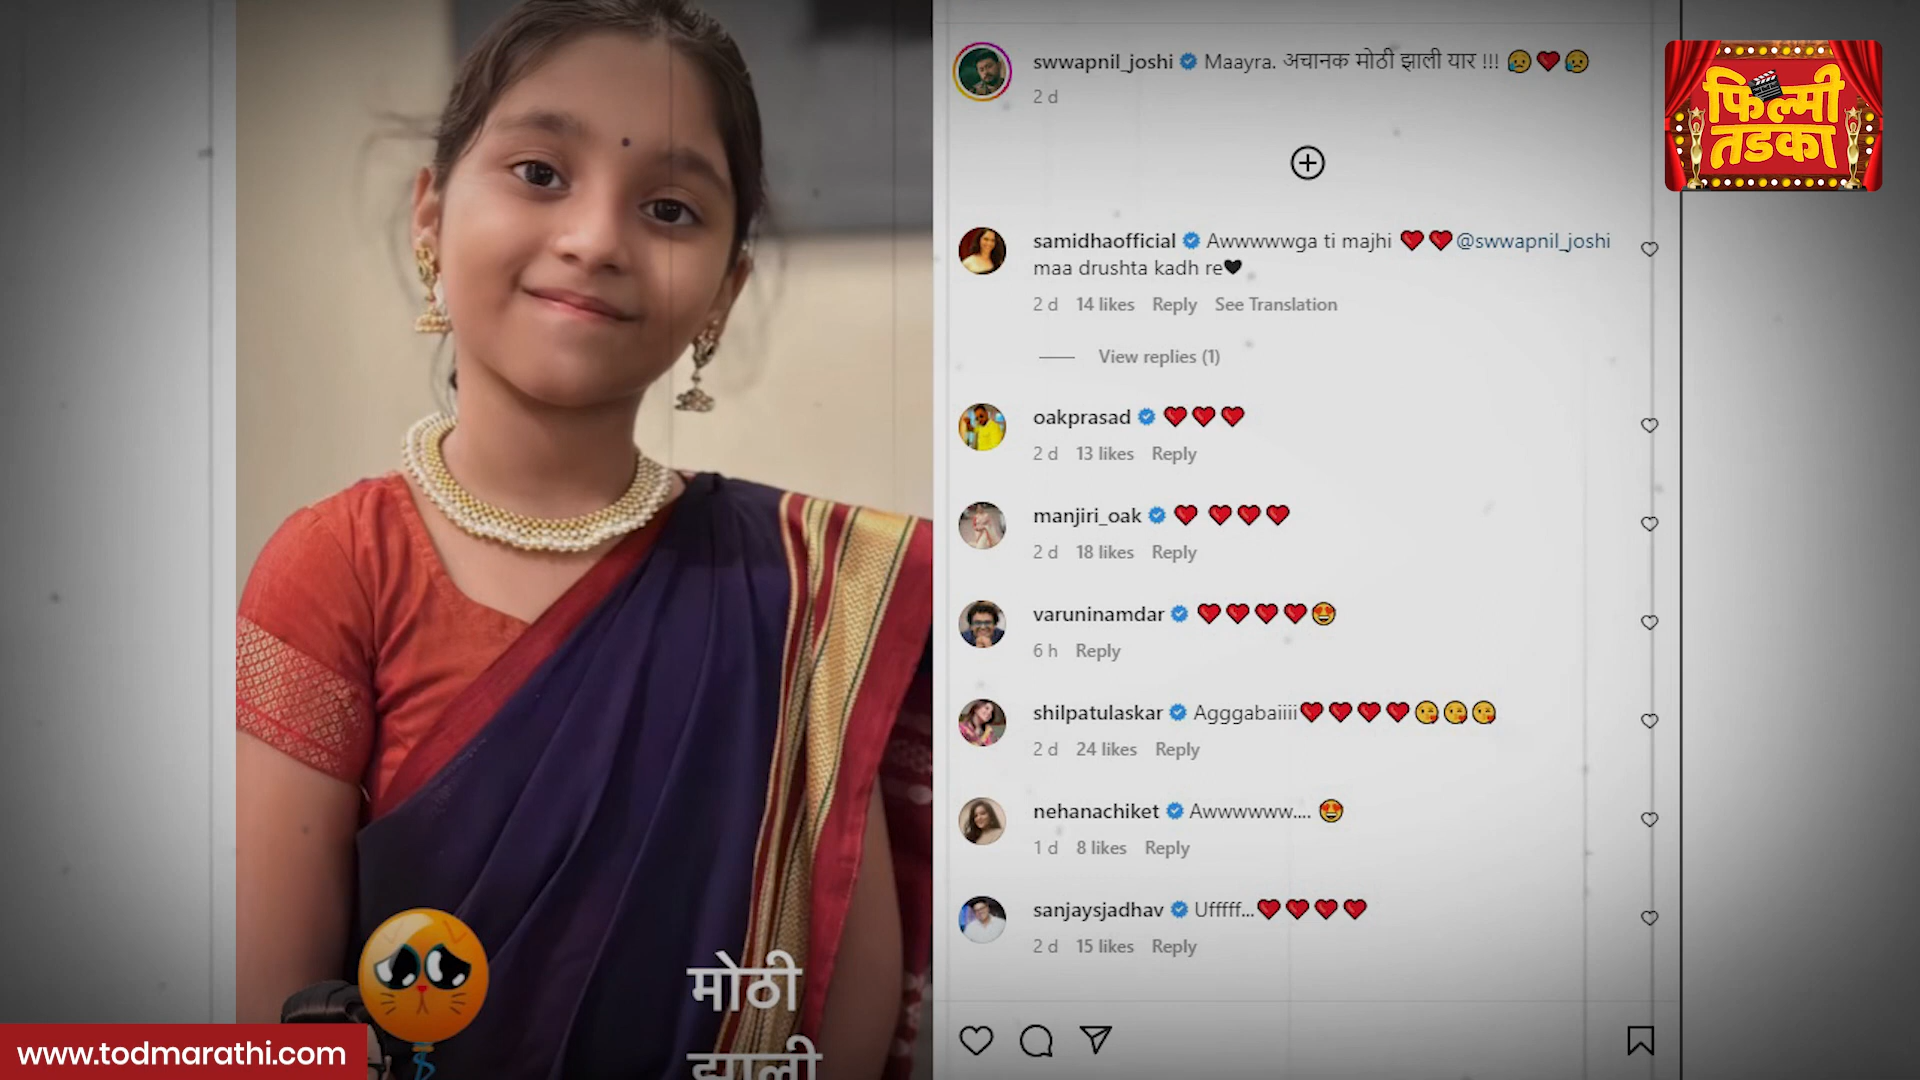 swwapnil_joshi Maayra. अचानक मोठी झाली यार !!! 😥❤️😥
2 d
फिल्मी
तडका
samidhaofficial Awwwwwga ti majhi ❤️❤️@swwapnil_joshi
maa drushta kadh re🖤
2 d 14 likes Reply See Translation
View replies (1)
oakprasad ❤️❤️❤️
2 d 13 likes Reply
manjiri_oak ❤️ ❤️❤️❤️
2 d 18 likes Reply
varuninamdar ❤️❤️❤️❤️😍
6 h Reply
shilpatulaskar Agggabaiiii❤️❤️❤️❤️😘😘😘
2 d 24 likes Reply
nehanachiket Awwwwww.... 😍
1 d 8 likes Reply
sanjaysjadhav Ufffff...❤️❤️❤️❤️
2 d 15 likes Reply
मोठी
झाली
www.todmarathi.com